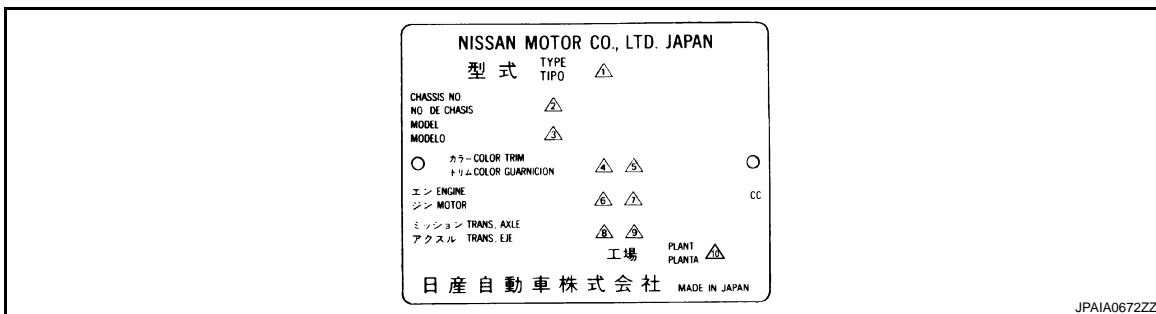 NISSAN MOTOR CO., LTD. JAPAN
型式 TYPE TIPO 1
CHASSIS NO.
NO. DE CHASIS 2
MODEL
MODELO 3
カラー COLOR TRIM
トリム COLOR GUARNICION 4 5
エン ENGINE
ジン MOTOR 6 7 CC
ミッション TRANS. AXLE
アクスル TRANS. EJE 8 9
工場 PLANT PLANTA 10
日産自動車株式会社 MADE IN JAPAN
JPAIA0672ZZ